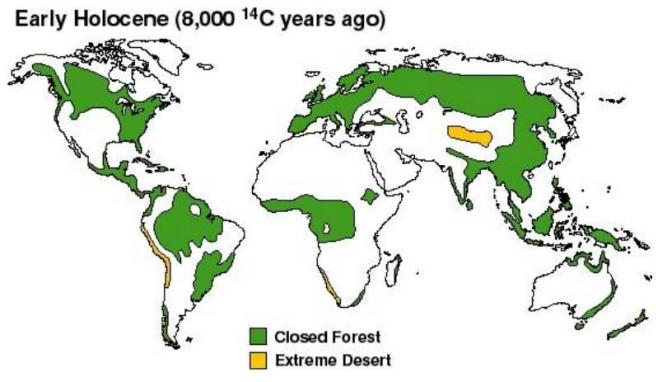 Early Holocene (8,000 ¹⁴C years ago)
Closed Forest
Extreme Desert